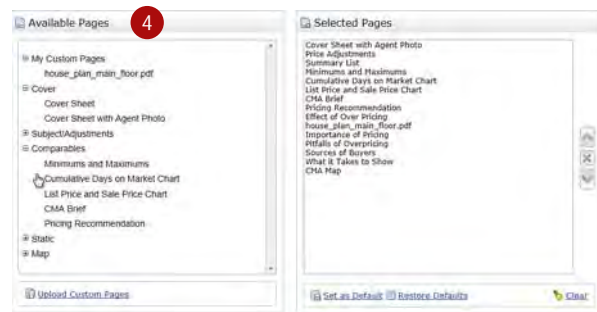 Available Pages
4
My Custom Pages
house_plan_main_floor.pdf
Cover
Cover Sheet
Cover Sheet with Agent Photo
Subject/Adjustments
Comparables
Minimums and Maximums
Cumulative Days on Market Chart
List Price and Sale Price Chart
CMA Brief
Pricing Recommendation
Static
Map
Upload Custom Pages
Selected Pages
Cover Sheet with Agent Photo
Price Adjustments
Summary List
Minimums and Maximums
Cumulative Days on Market Chart
List Price and Sale Price Chart
CMA Brief
Pricing Recommendation
Effect of Over Pricing
house_plan_main_floor.pdf
Importance of Pricing
Pitfalls of Overpricing
Sources of Buyers
What it Takes to Show
CMA Map
Set as Default Restore Defaults Clear